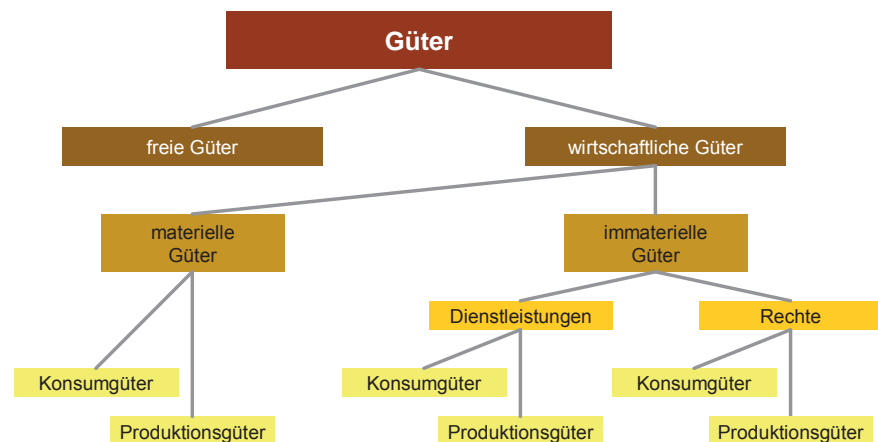 Güter
freie Güter
wirtschaftliche Güter
materielle
Güter
immaterielle
Güter
Dienstleistungen
Rechte
Konsumgüter
Konsumgüter
Konsumgüter
Produktionsgüter
Produktionsgüter
Produktionsgüter